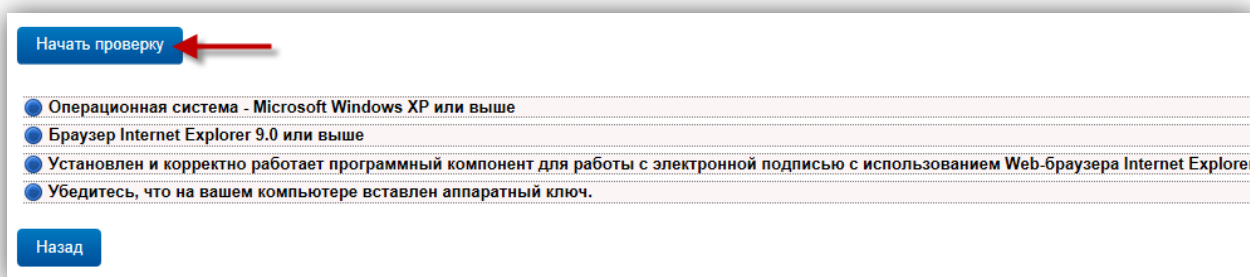 Начать проверку
Операционная система - Microsoft Windows XP или выше
Браузер Internet Explorer 9.0 или выше
Установлен и корректно работает программный компонент для работы с электронной подписью с использованием Web-браузера Internet Explorer
Убедитесь, что на вашем компьютере вставлен аппаратный ключ.
Назад